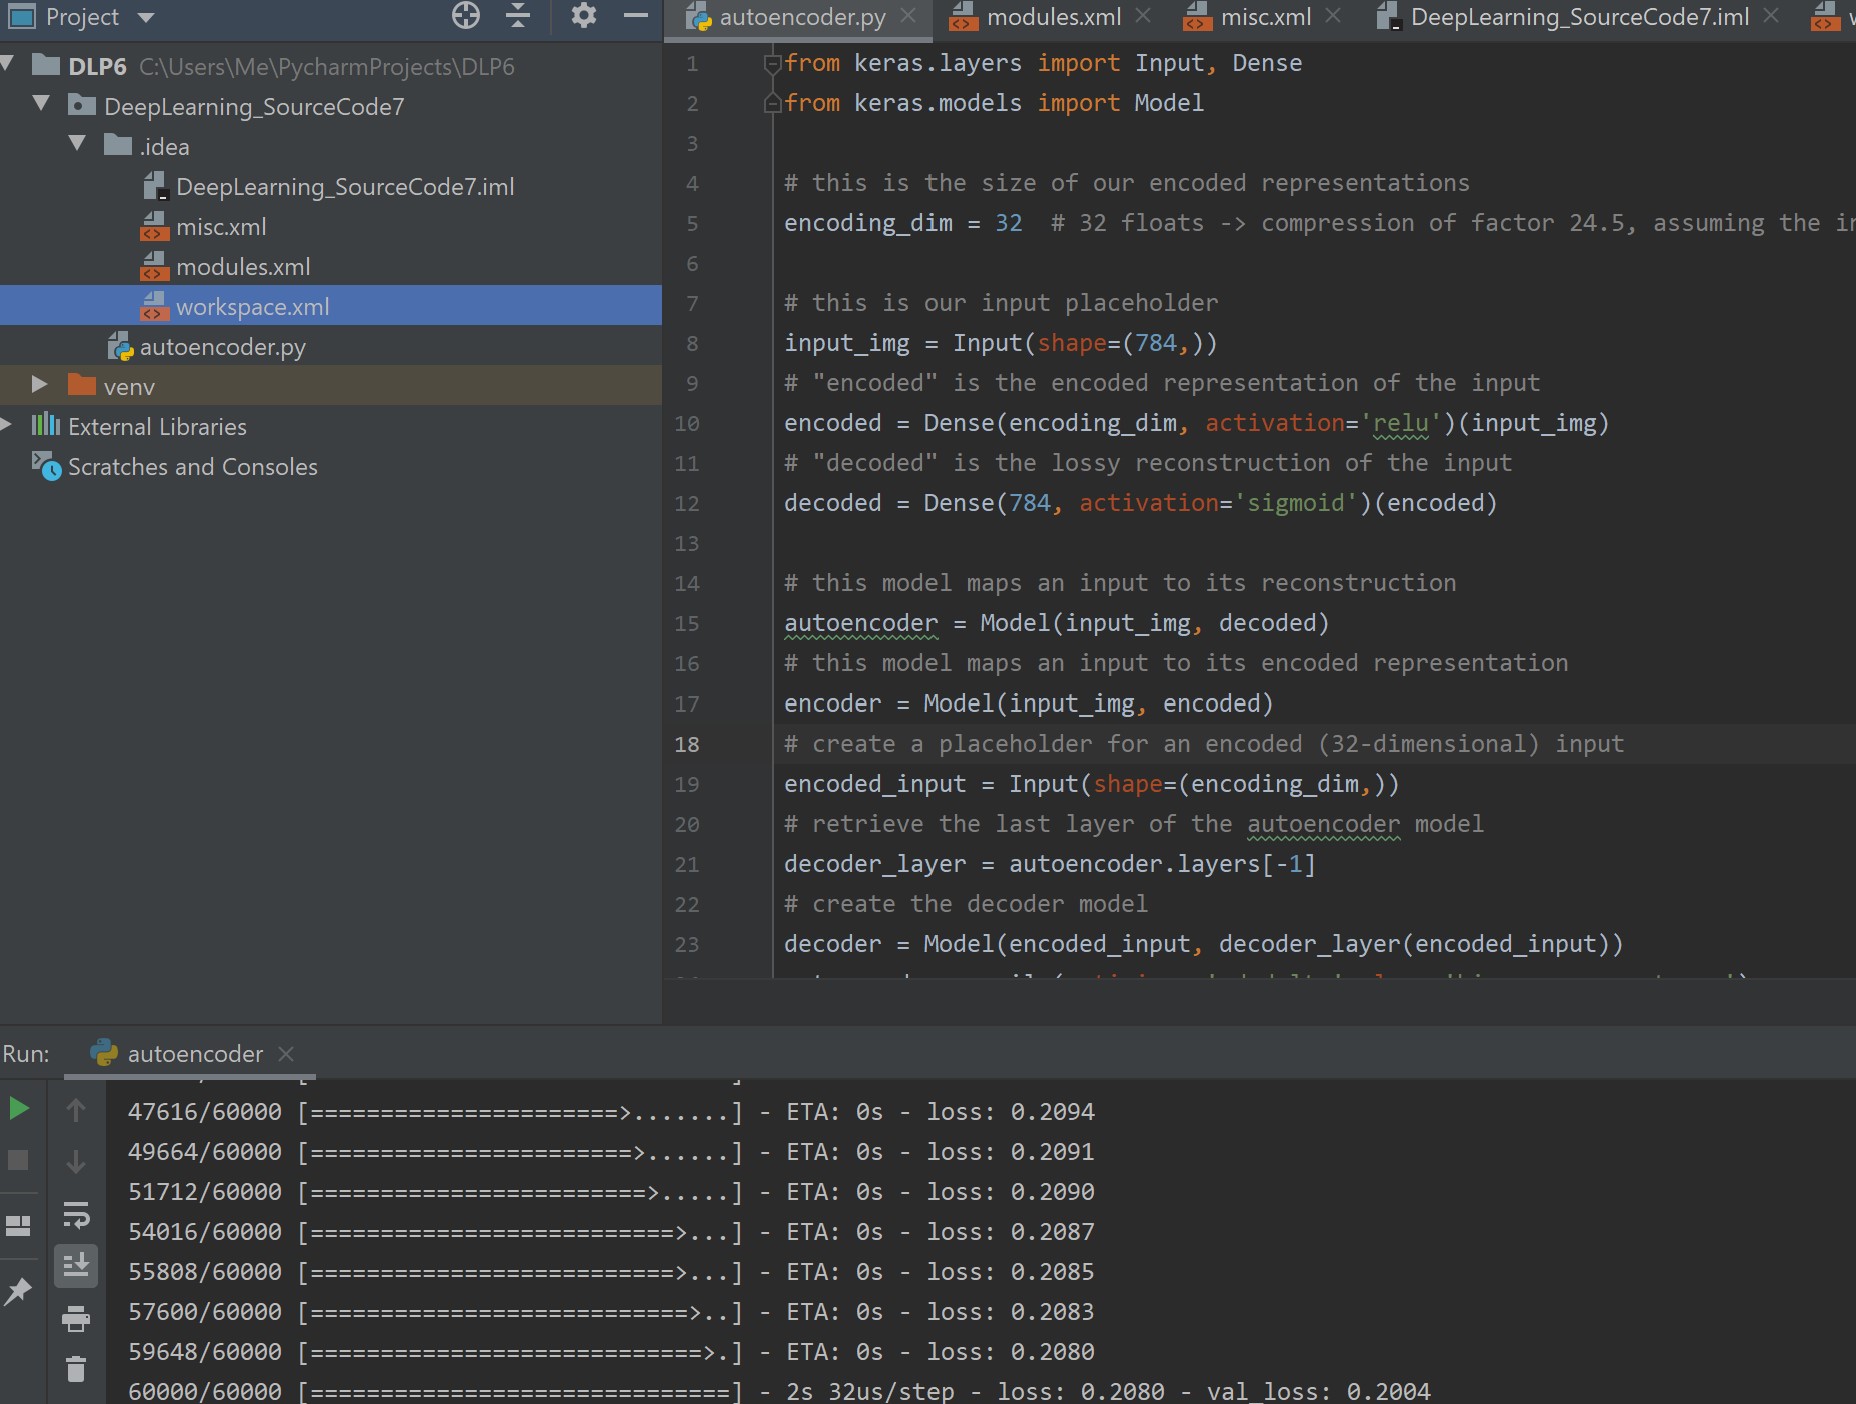 Project
DLP6 C:\Users\Me\PycharmProjects\DLP6
DeepLearning_SourceCode7
.idea
DeepLearning_SourceCode7.iml
misc.xml
modules.xml
workspace.xml
autoencoder.py
venv
External Libraries
Scratches and Consoles
autoencoder.py modules.xml misc.xml DeepLearning_SourceCode7.iml
1 from keras.layers import Input, Dense
2 from keras.models import Model
3
4 # this is the size of our encoded representations
5 encoding_dim = 32  # 32 floats -> compression of factor 24.5, assuming the
6
7 # this is our input placeholder
8 input_img = Input(shape=(784,))
9 # "encoded" is the encoded representation of the input
10 encoded = Dense(encoding_dim, activation='relu')(input_img)
11 # "decoded" is the lossy reconstruction of the input
12 decoded = Dense(784, activation='sigmoid')(encoded)
13
14 # this model maps an input to its reconstruction
15 autoencoder = Model(input_img, decoded)
16 # this model maps an input to its encoded representation
17 encoder = Model(input_img, encoded)
18 # create a placeholder for an encoded (32-dimensional) input
19 encoded_input = Input(shape=(encoding_dim,))
20 # retrieve the last layer of the autoencoder model
21 decoder_layer = autoencoder.layers[-1]
22 # create the decoder model
23 decoder = Model(encoded_input, decoder_layer(encoded_input))
Run: autoencoder
47616/60000 [======================>.......] - ETA: 0s - loss: 0.2094
49664/60000 [=======================>......] - ETA: 0s - loss: 0.2091
51712/60000 [========================>.....] - ETA: 0s - loss: 0.2090
54016/60000 [==========================>...] - ETA: 0s - loss: 0.2087
55808/60000 [==========================>...] - ETA: 0s - loss: 0.2085
57600/60000 [===========================>..] - ETA: 0s - loss: 0.2083
59648/60000 [============================>.] - ETA: 0s - loss: 0.2080
60000/60000 [==============================] - 2s 32us/step - loss: 0.2080 - val_loss: 0.2004